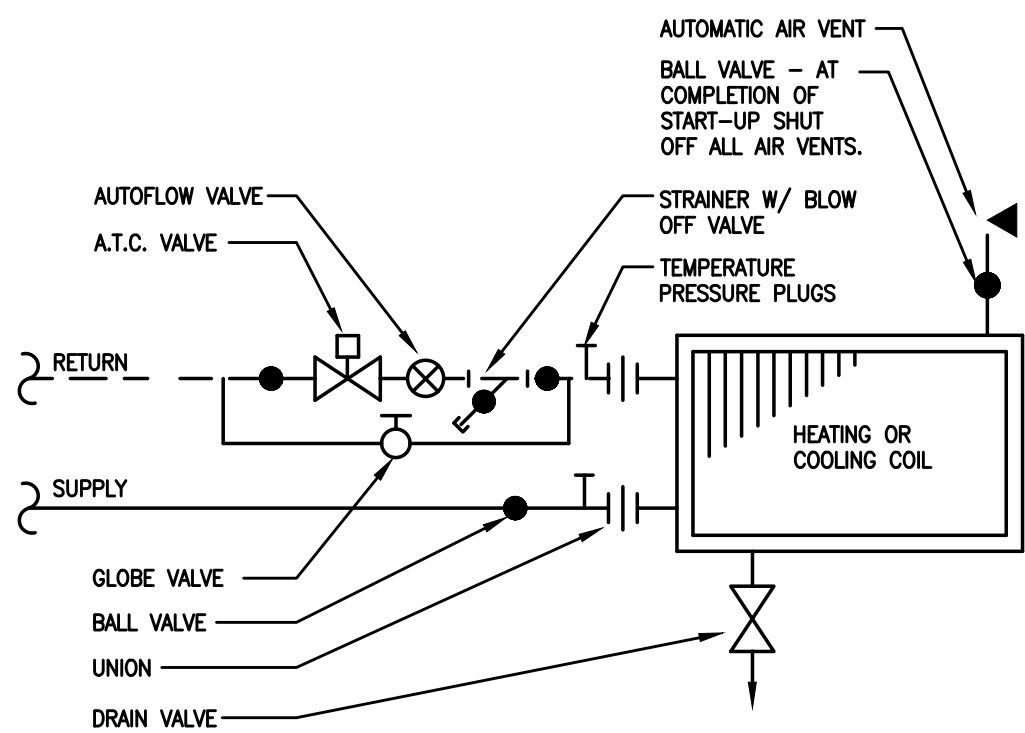 AUTOMATIC AIR VENT
BALL VALVE – AT
COMPLETION OF
START–UP SHUT
OFF ALL AIR VENTS.
AUTOFLOW VALVE
A.T.C. VALVE
STRAINER W/ BLOW
OFF VALVE
TEMPERATURE
PRESSURE PLUGS
RETURN
HEATING OR
COOLING COIL
SUPPLY
GLOBE VALVE
BALL VALVE
UNION
DRAIN VALVE